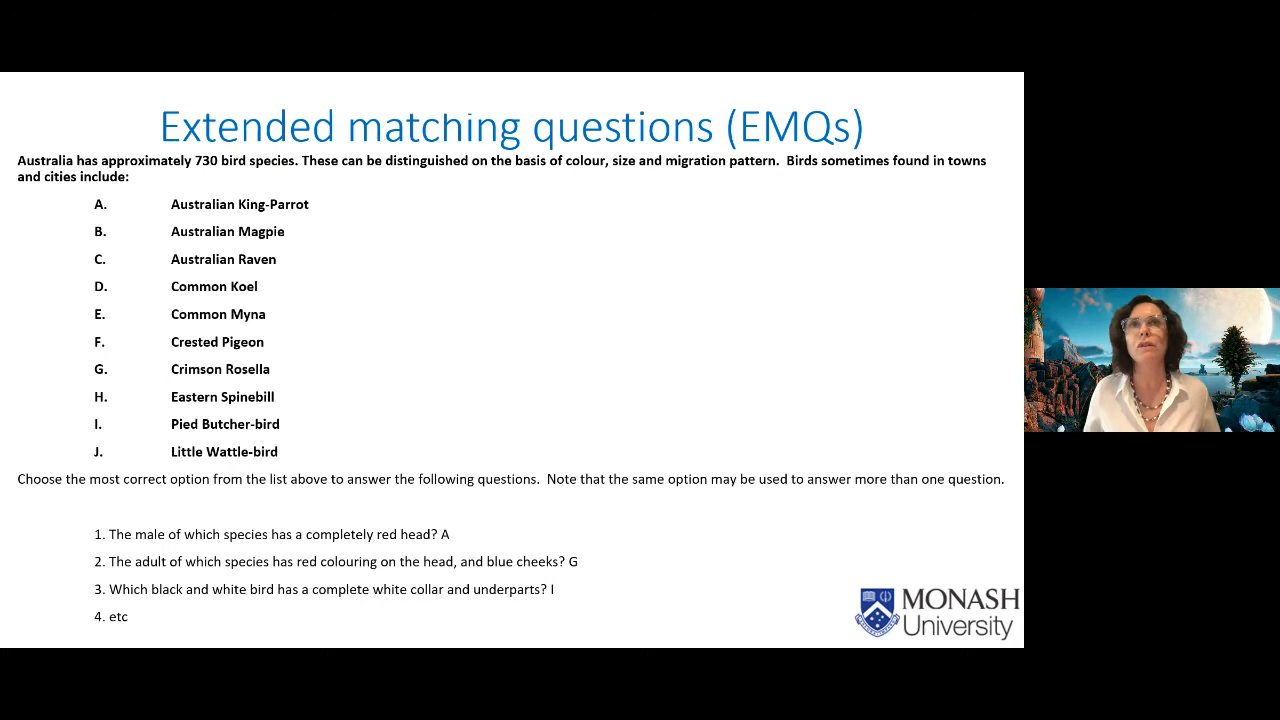 Extended matching questions (EMQs)
Australia has approximately 730 bird species. These can be distinguished on the basis of colour, size and migration pattern.  Birds sometimes found in towns
and cities include:
A. Australian King-Parrot
B. Australian Magpie
C. Australian Raven
D. Common Koel
E. Common Myna
F. Crested Pigeon
G. Crimson Rosella
H. Eastern Spinebill
I. Pied Butcher-bird
J. Little Wattle-bird
Choose the most correct option from the list above to answer the following questions.  Note that the same option may be used to answer more than one question.
1. The male of which species has a completely red head? A
2. The adult of which species has red colouring on the head, and blue cheeks? G
3. Which black and white bird has a complete white collar and underparts? I
4. etc
MONASH
University